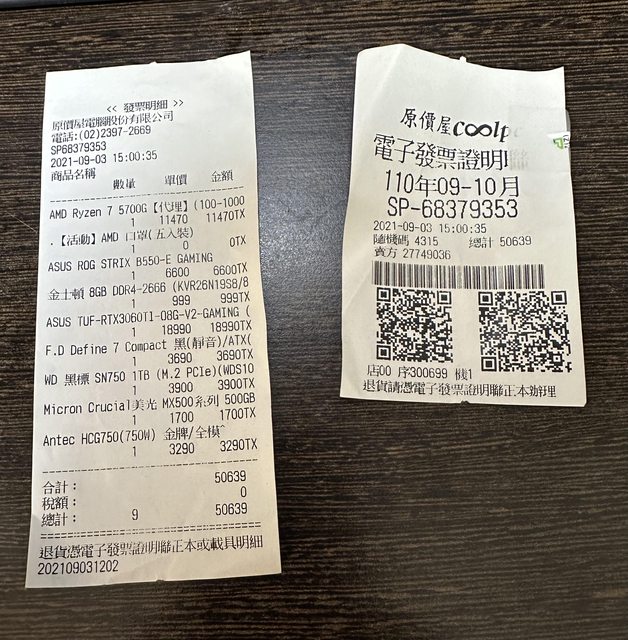 << 發票明細 >>
原價屋電腦股份有限公司
電話:(02)2397-2669
SP68379353
2021-09-03 15:00:35
商品名稱
數量 單價 金額
AMD Ryzen 7 5700G【代理】(100-1000
1 11470 11470TX
.【活動】AMD 口罩(五入裝)
1 0 0TX
ASUS ROG STRIX B550-E GAMING
1 6600 6600TX
金士頓 8GB DDR4-2666 (KVR26N19S8/8
1 999 999TX
ASUS TUF-RTX3060TI-O8G-V2-GAMING (
1 18990 18990TX
F.D Define 7 Compact 黑(靜音)/ATX(
1 3690 3690TX
WD 黑標 SN750 1TB (M.2 PCIe)(WDS10
1 3900 3900TX
Micron Crucial美光 MX500系列 500GB
1 1700 1700TX
Antec HCG750(750W) 金牌/全模^
1 3290 3290TX
合計: 50639
稅額: 0
總計: 9 50639
退貨憑電子發票證明聯正本或載具明細
202109031202
原價屋coolpc
電子發票證明聯
110年09-10月
SP-68379353
2021-09-03 15:00:35
隨機碼 4315 總計 50639
賣方 27749036
店00 序300699 機1
退貨請憑電子發票證明聯正本辦理